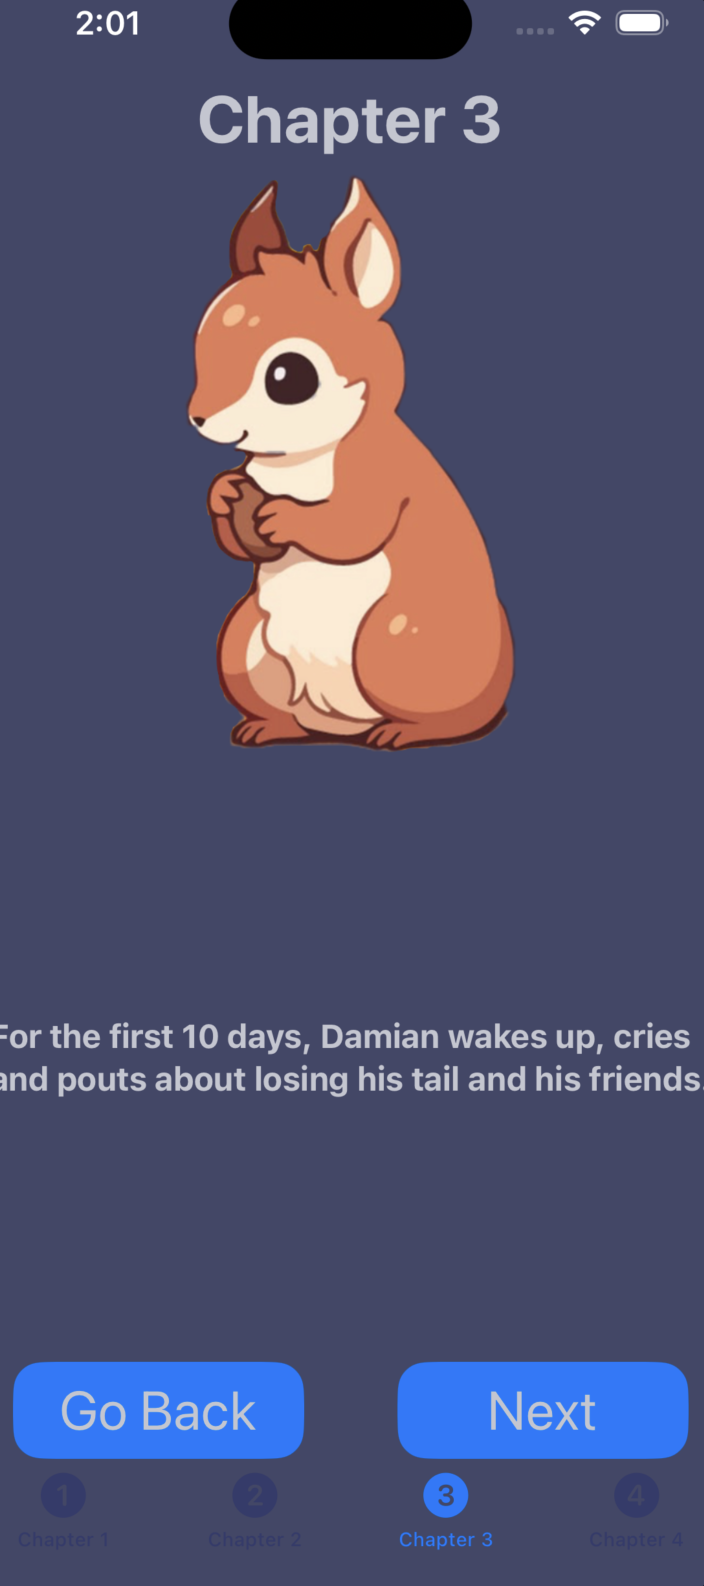 2:01
Chapter 3
For the first 10 days, Damian wakes up, cries
and pouts about losing his tail and his friends.
Go Back
Next
1
2
3
4
Chapter 1
Chapter 2
Chapter 3
Chapter 4